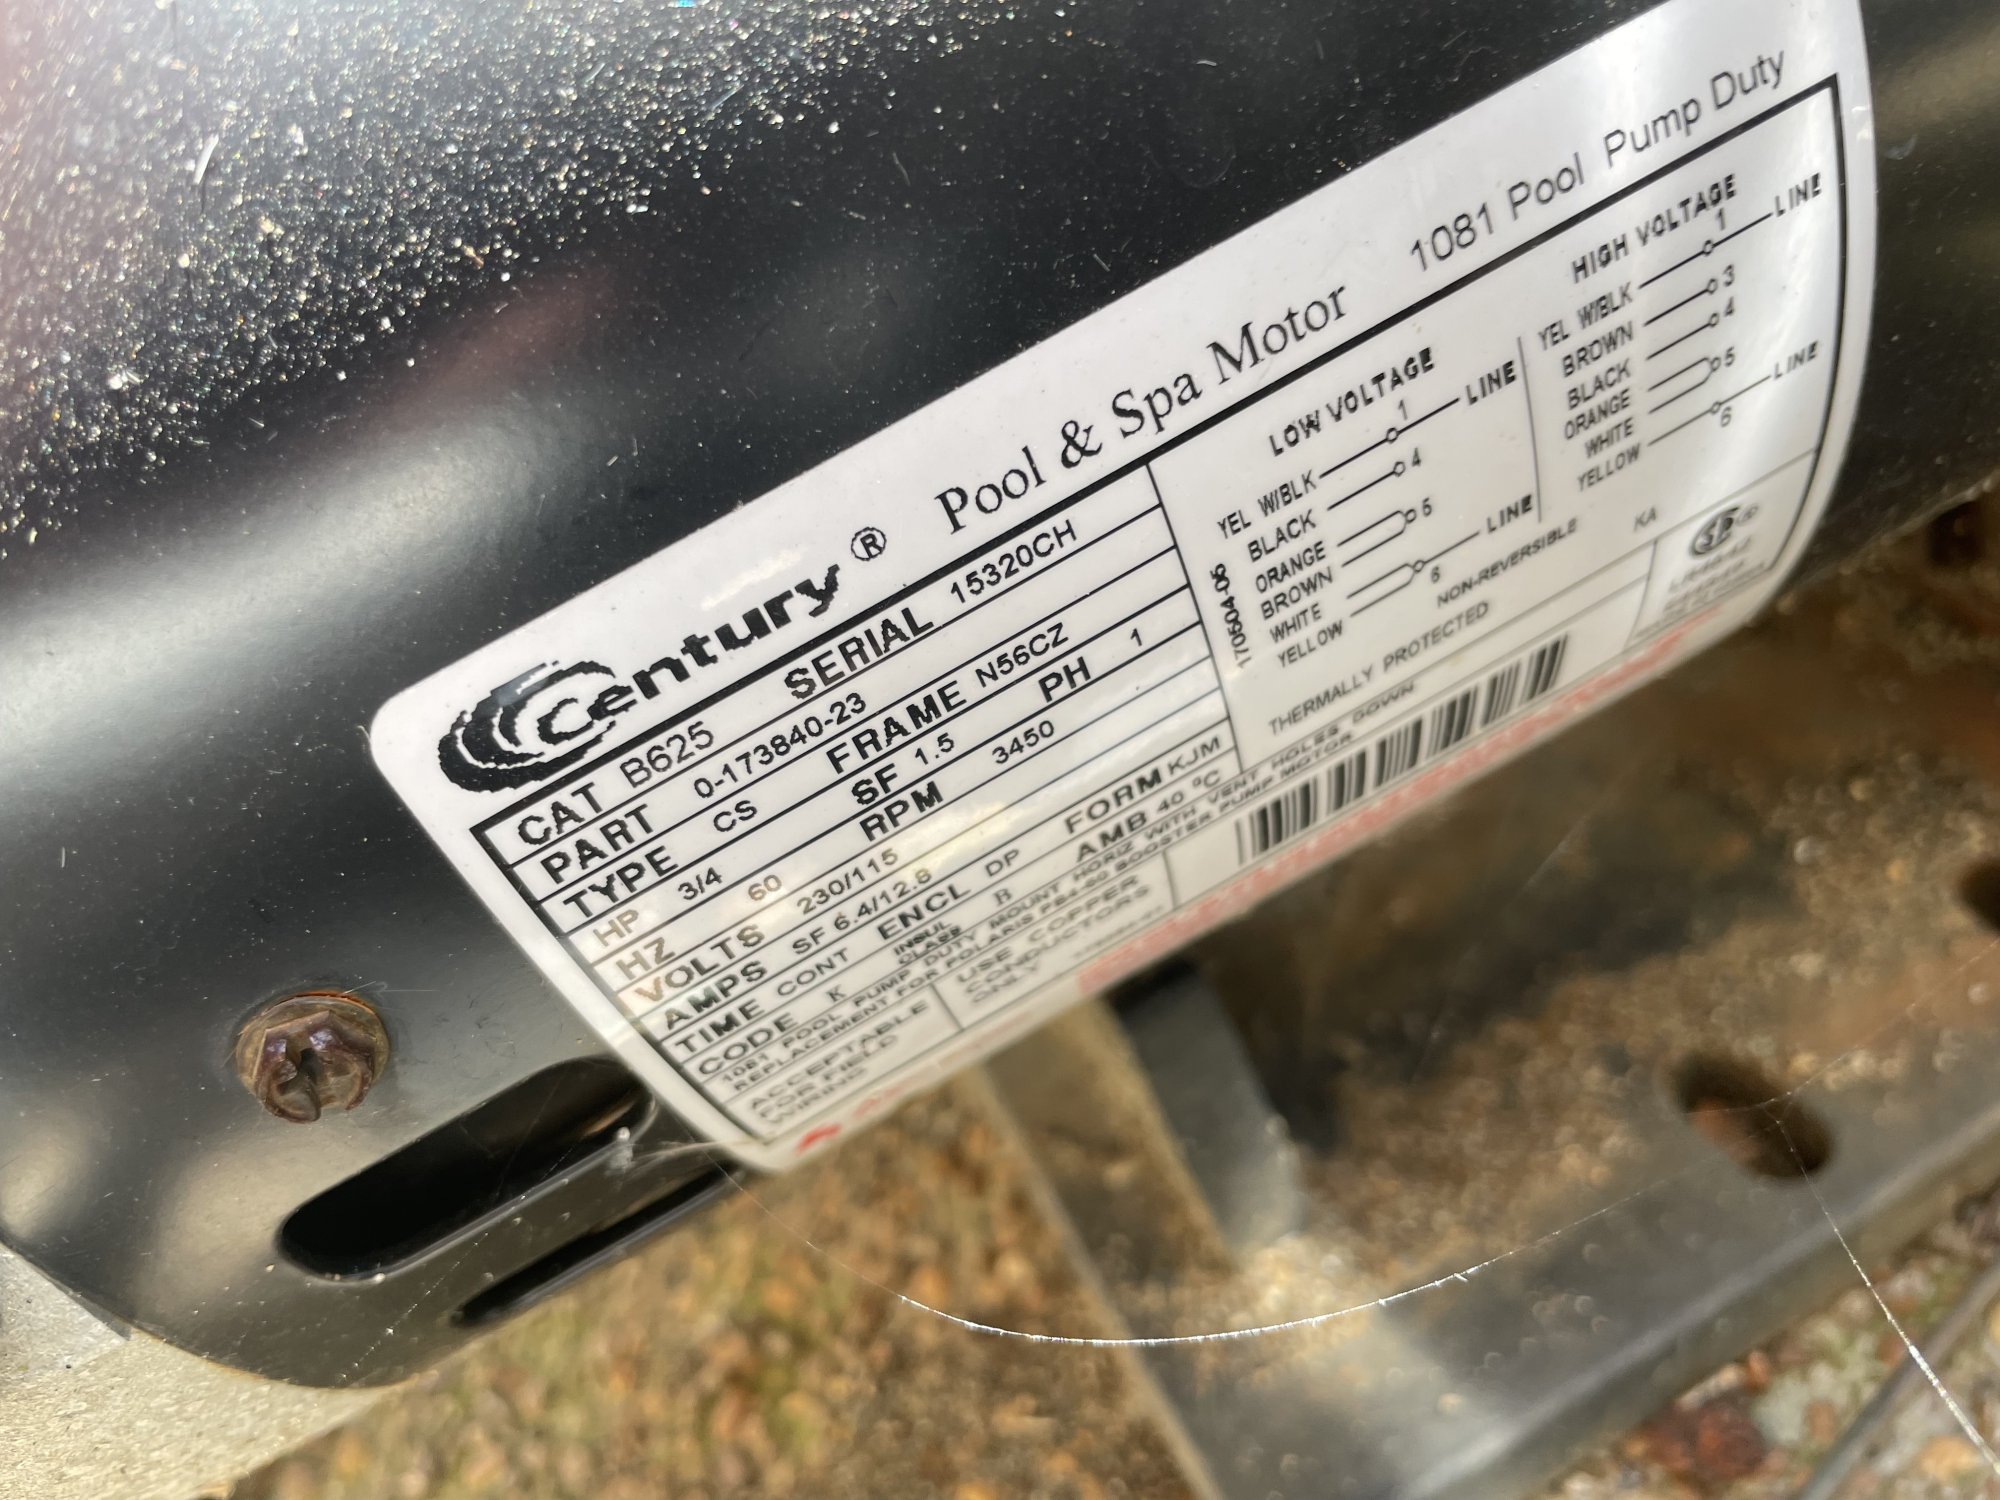 Century® Pool & Spa Motor 1081 Pool Pump Duty
CAT B625 SERIAL 15320CH
PART 0-173840-23
TYPE CS FRAME N56CZ
HP 3/4 SF 1.5 PH 1
HZ 60 RPM 3450
VOLTS 230/115
AMPS SF 6.4/12.8
TIME CONT ENCL DP FORM KJM
CODE K INSUL CLASS B AMB 40 °C
1081 POOL PUMP DUTY MOUNT HORIZ WITH VENT HOLES DOWN
REPLACEMENT FOR POLARIS PB4-60 BOOSTER PUMP MOTOR
ACCEPTABLE
FOR FIELD
WIRING
USE COPPER
CONDUCTORS
ONLY
170504-05
LOW VOLTAGE
YEL W/BLK 1 LINE
BLACK 4
ORANGE 5
BROWN
WHITE 6 LINE
YELLOW
NON-REVERSIBLE
THERMALLY PROTECTED
HIGH VOLTAGE
YEL W/BLK 1 LINE
BROWN 3
BLACK 4
ORANGE 5
WHITE
YELLOW 6 LINE
KA